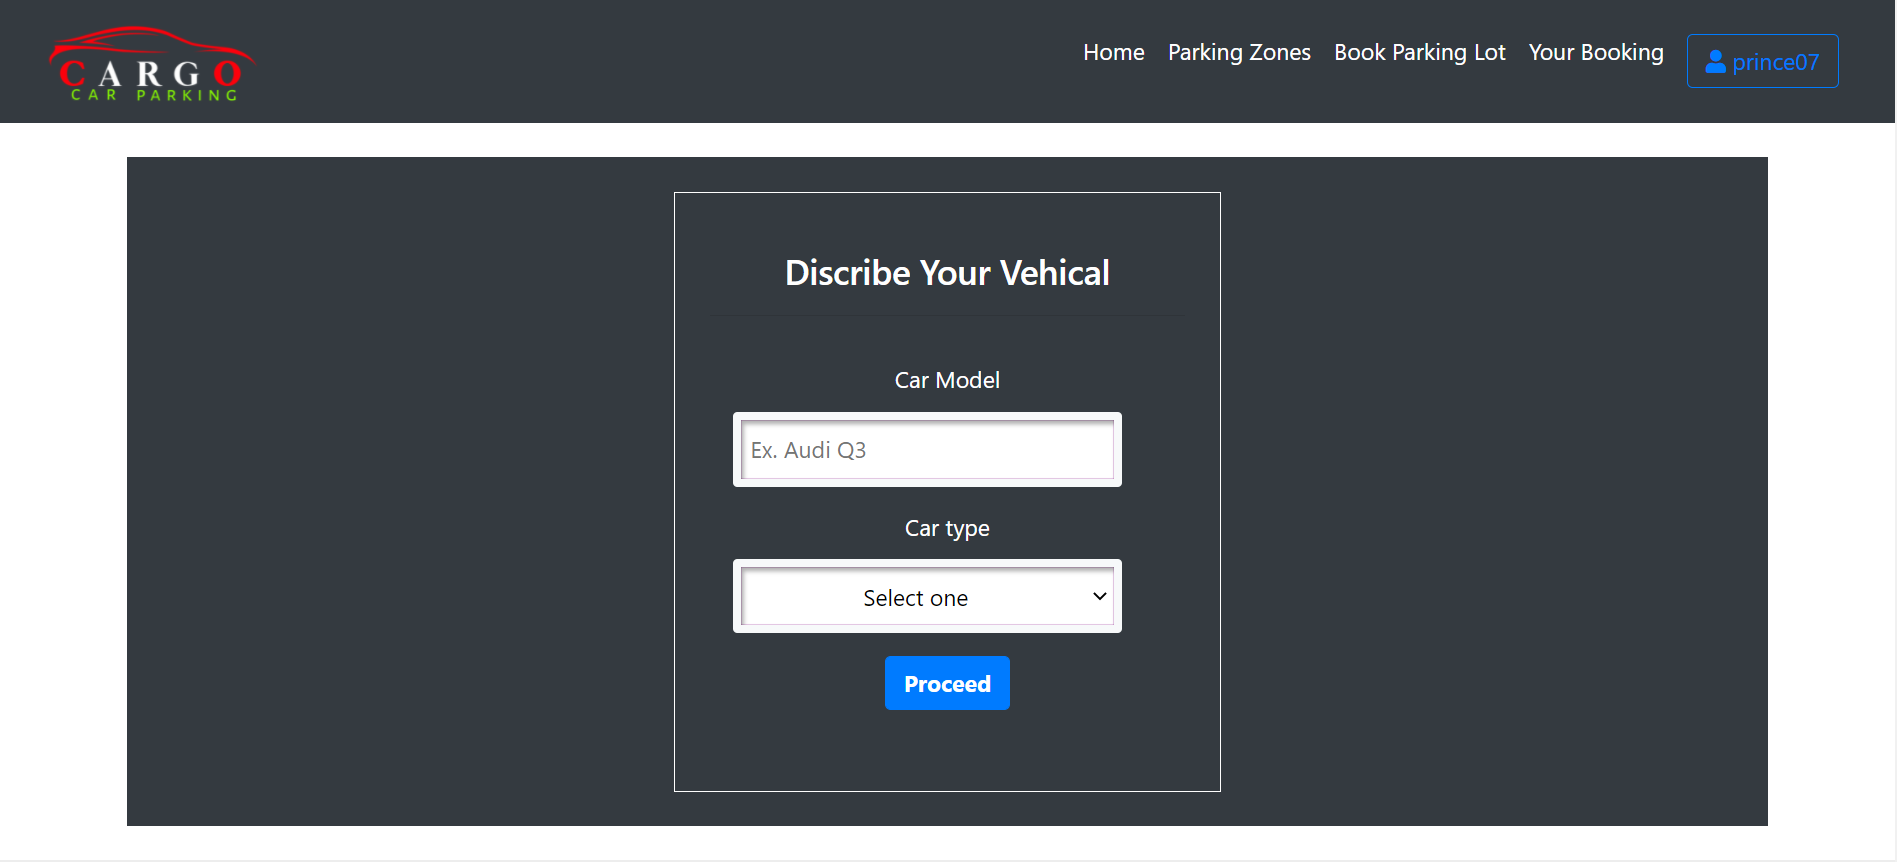 CARGO
CAR PARKING
Home Parking Zones Book Parking Lot Your Booking prince07
Discribe Your Vehical
Car Model
Ex. Audi Q3
Car type
Select one
Proceed